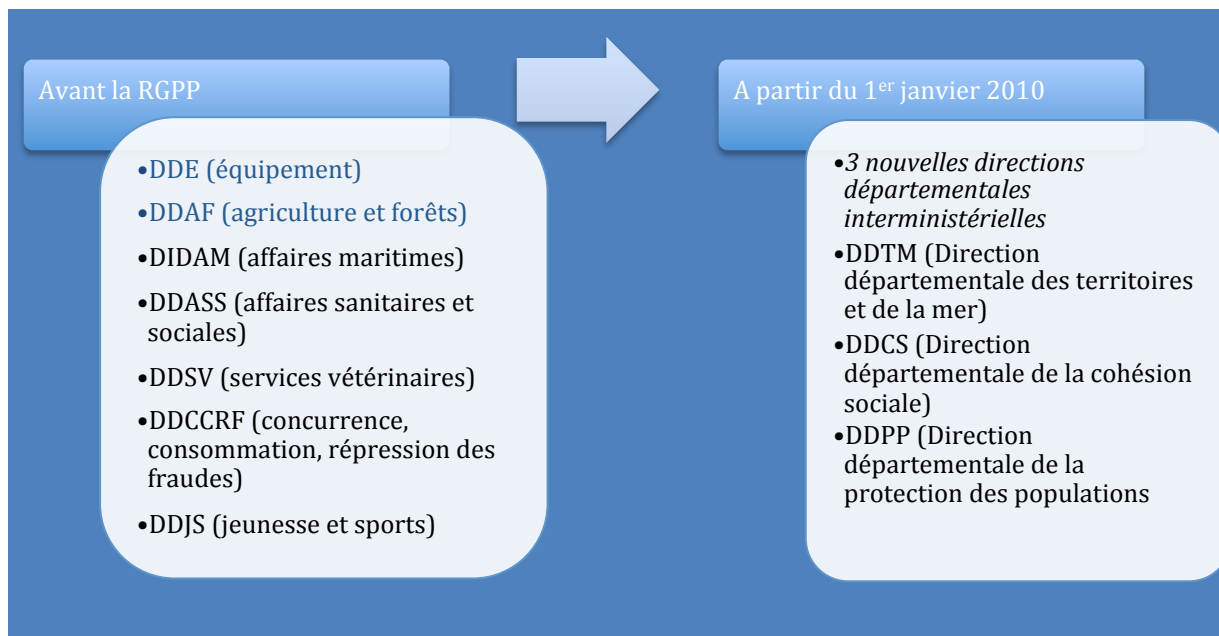 Avant la RGPP
•DDE (équipement)
•DDAF (agriculture et forêts)
•DIDAM (affaires maritimes)
•DDASS (affaires sanitaires et
sociales)
•DDSV (services vétérinaires)
•DDCCRF (concurrence,
consommation, répression des
fraudes)
•DDJS (jeunesse et sports)
A partir du 1er janvier 2010
•3 nouvelles directions
départementales
interministérielles
•DDTM (Direction
départementale des territoires
et de la mer)
•DDCS (Direction
départementale de la cohésion
sociale)
•DDPP (Direction
départementale de la
protection des populations